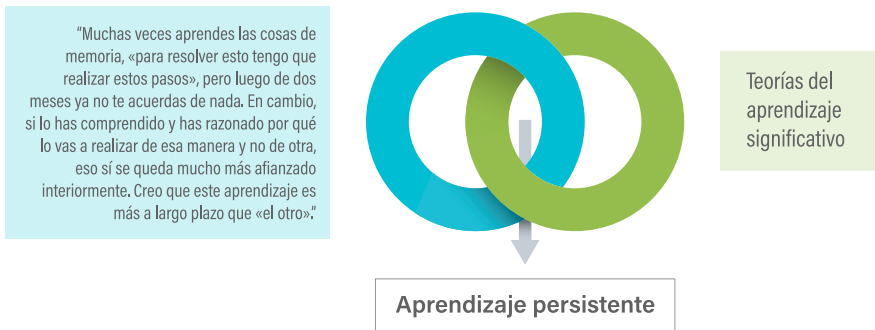 “Muchas veces aprendes las cosas de
memoria, «para resolver esto tengo que
realizar estos pasos», pero luego de dos
meses ya no te acuerdas de nada. En cambio,
si lo has comprendido y has razonado por qué
lo vas a realizar de esa manera y no de otra,
eso sí se queda mucho más afianzado
interiormente. Creo que este aprendizaje es
más a largo plazo que «el otro».”
Teorías del
aprendizaje
significativo
Aprendizaje persistente